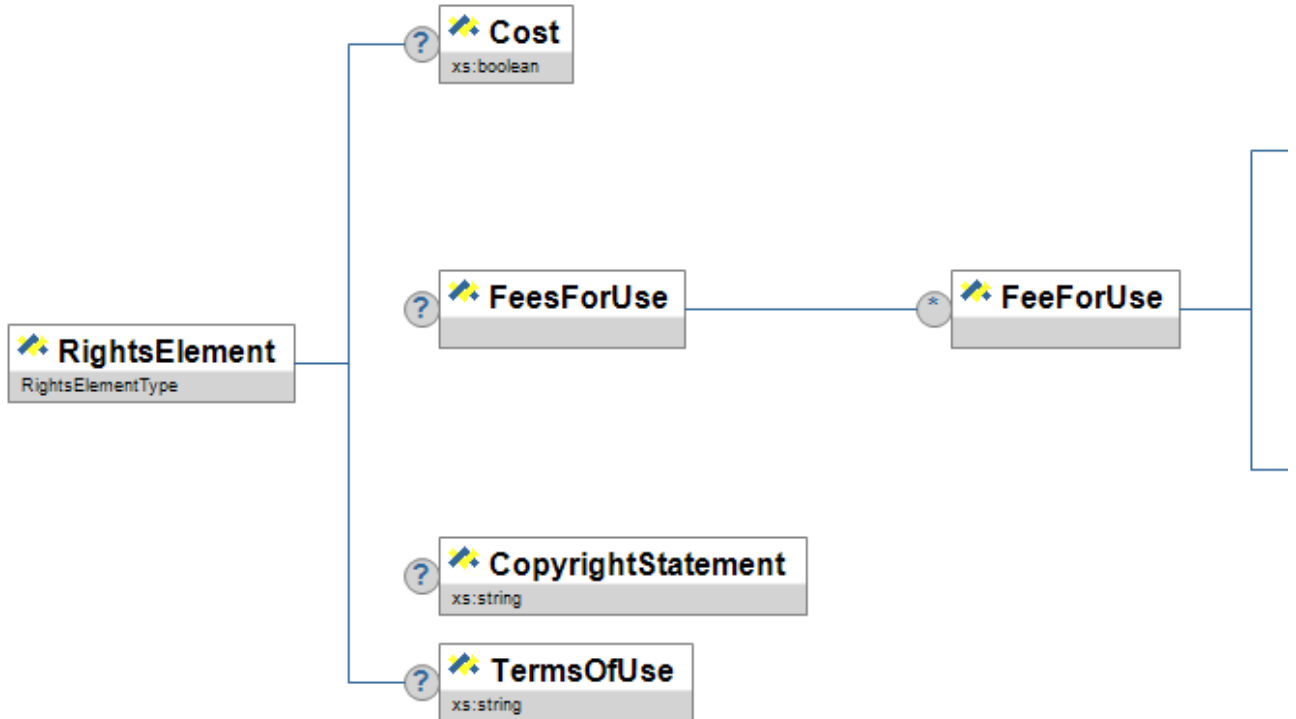 ? Cost
xs:boolean
? FeesForUse
* FeeForUse
RightsElement
RightsElementType
? CopyrightStatement
xs:string
? TermsOfUse
xs:string